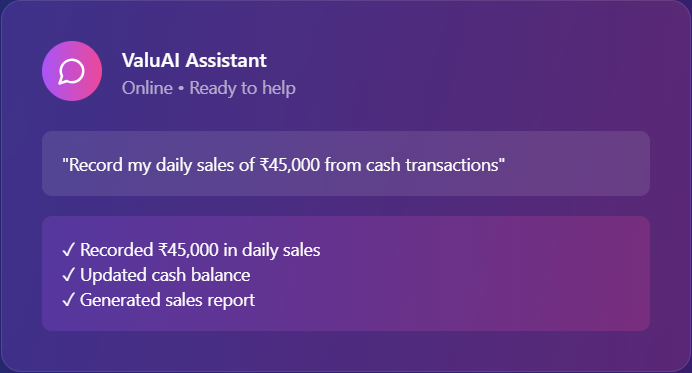 ValuAI Assistant
Online • Ready to help
"Record my daily sales of ₹45,000 from cash transactions"
✓ Recorded ₹45,000 in daily sales
✓ Updated cash balance
✓ Generated sales report